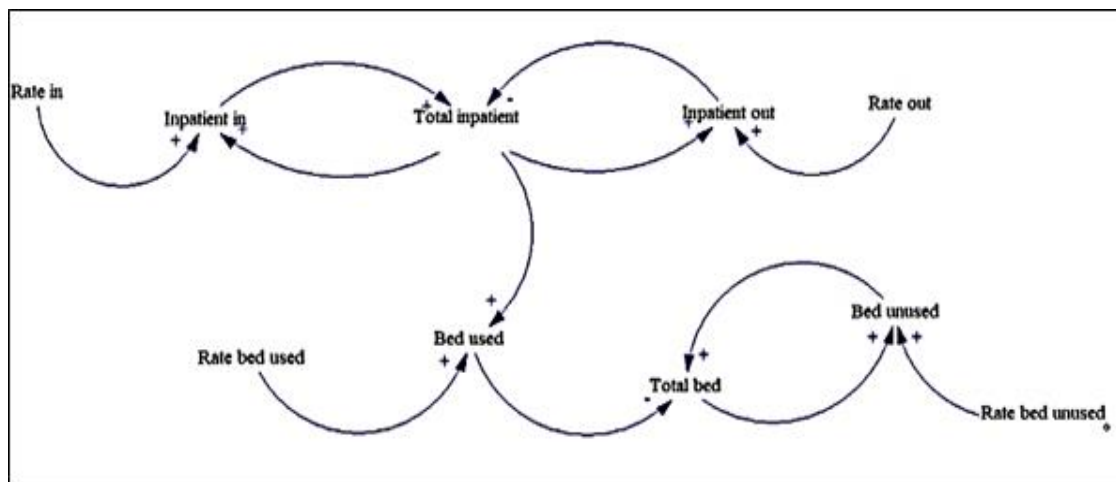 Rate in
Inpatient in
+
+
Total inpatient
+
-
Inpatient out
+
+
Rate out
Bed used
+
+
Rate bed used
Total bed
-
+
Bed unused
+
+
Rate bed unused